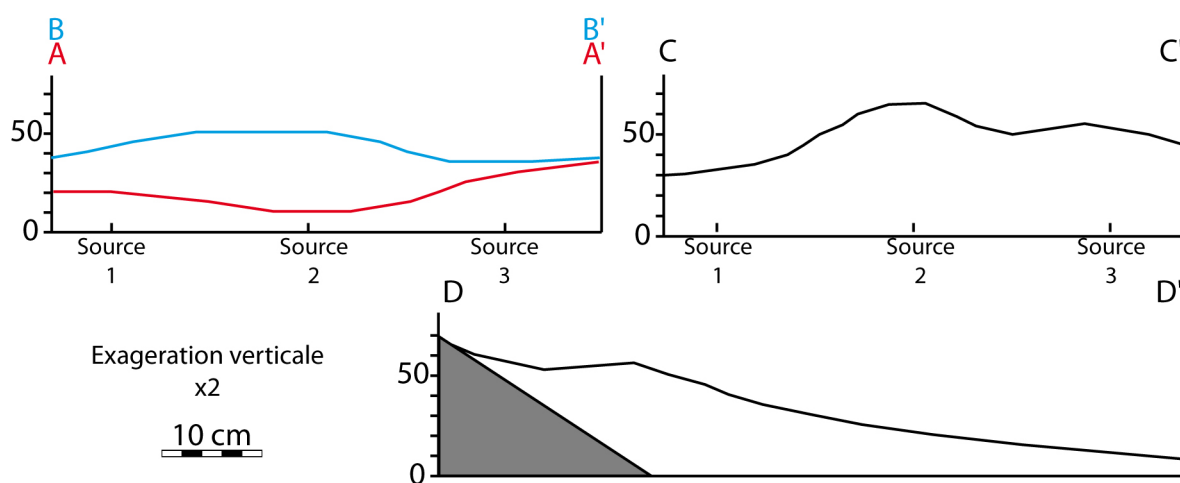 B
B'
A
A'
50
0
Source
1
Source
2
Source
3
C
C'
50
0
Source
1
Source
2
Source
3
D
D'
50
0
Exageration verticale
x2
10 cm